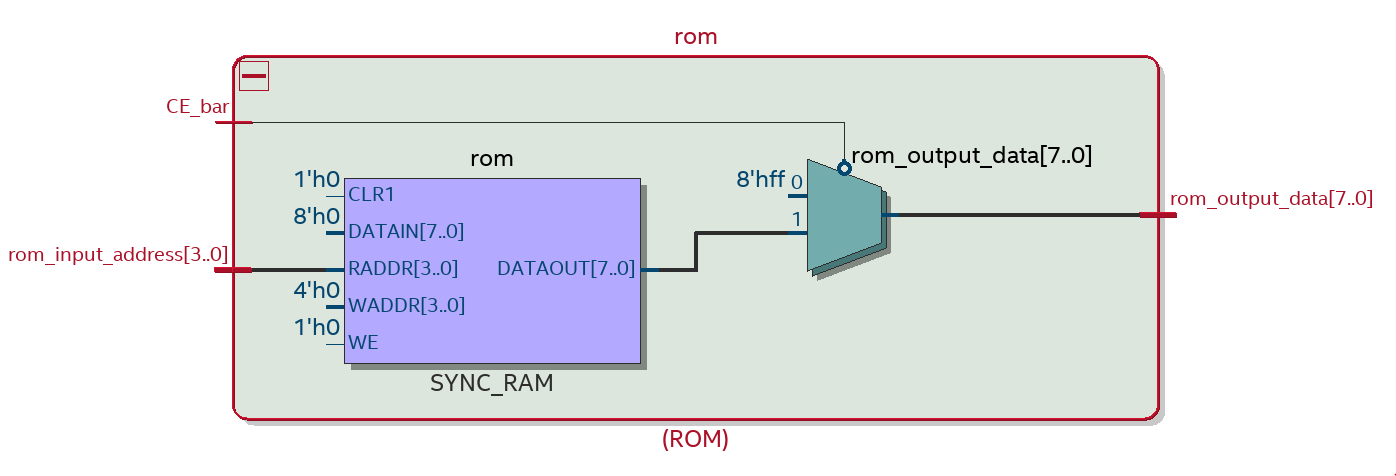 rom
CE_bar
rom
rom_output_data[7..0]
1'h0
CLR1
8'hff
0
rom_output_data[7..0]
8'h0
DATAIN[7..0]
1
rom_input_address[3..0]
RADDR[3..0]
DATAOUT[7..0]
4'h0
WADDR[3..0]
1'h0
WE
SYNC_RAM
(ROM)